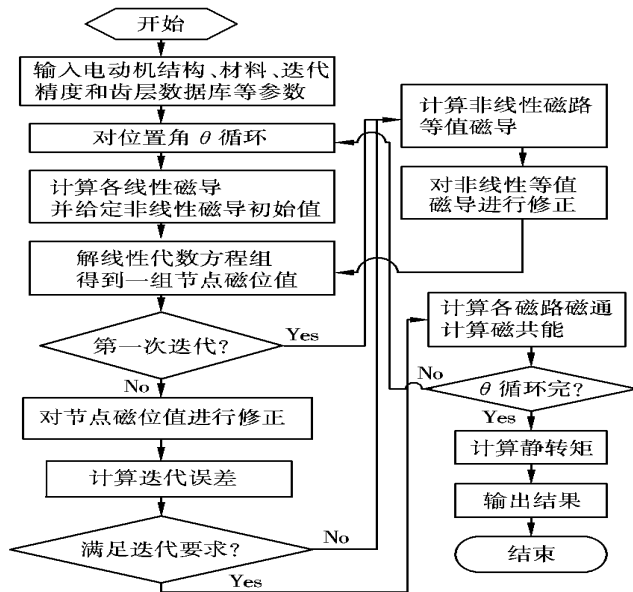 开始
输入电动机结构、材料、迭代
精度和齿层数据库等参数
对位置角 θ 循环
计算各线性磁导
并给定非线性磁导初始值
解线性代数方程组
得到一组节点磁位值
第一次迭代?
Yes
No
对节点磁位值进行修正
计算迭代误差
满足迭代要求?
No
Yes
计算非线性磁路
等值磁导
对非线性等值
磁导进行修正
计算各磁路磁通
计算磁共能
No
θ 循环完?
Yes
计算静转矩
输出结果
结束